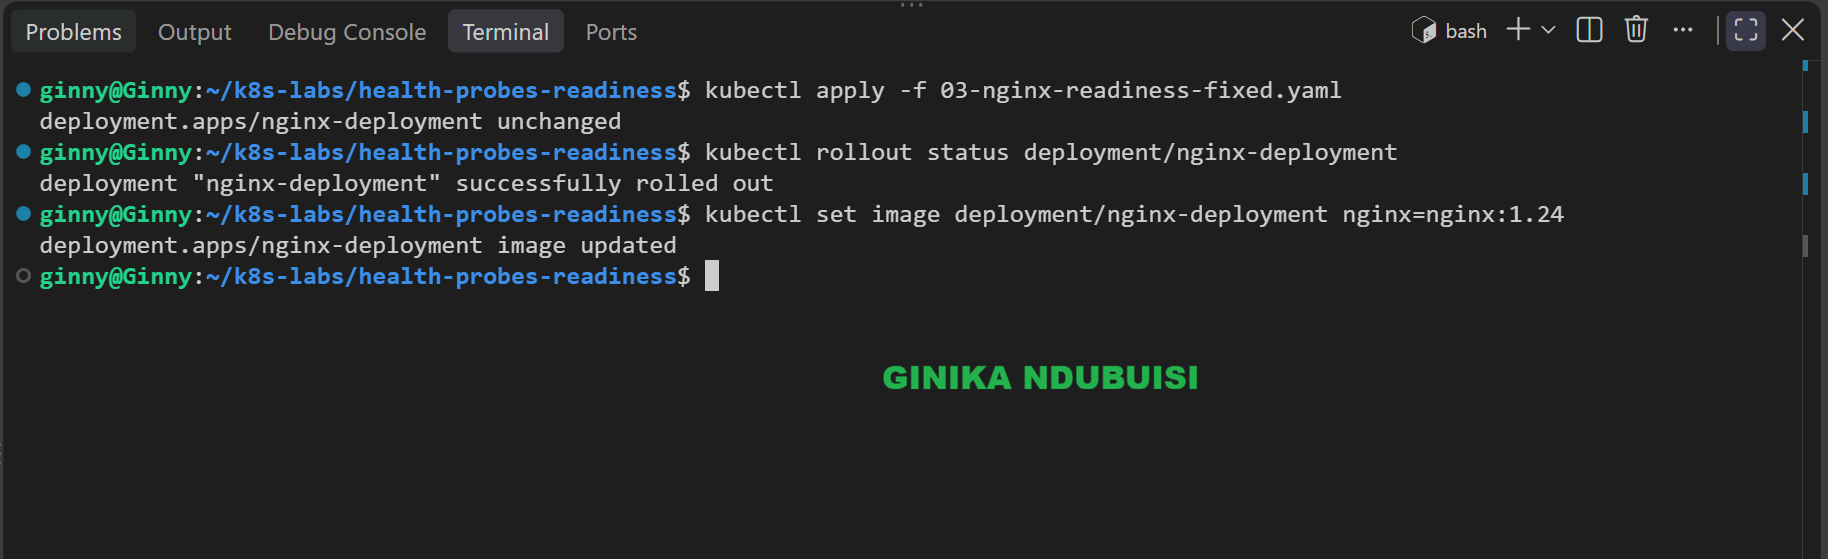 Problems Output Debug Console Terminal Ports bash
ginny@Ginny:~/k8s-labs/health-probes-readiness$ kubectl apply -f 03-nginx-readiness-fixed.yaml
deployment.apps/nginx-deployment unchanged
ginny@Ginny:~/k8s-labs/health-probes-readiness$ kubectl rollout status deployment/nginx-deployment
deployment "nginx-deployment" successfully rolled out
ginny@Ginny:~/k8s-labs/health-probes-readiness$ kubectl set image deployment/nginx-deployment nginx=nginx:1.24
deployment.apps/nginx-deployment image updated
ginny@Ginny:~/k8s-labs/health-probes-readiness$
GINIKA NDUBUISI